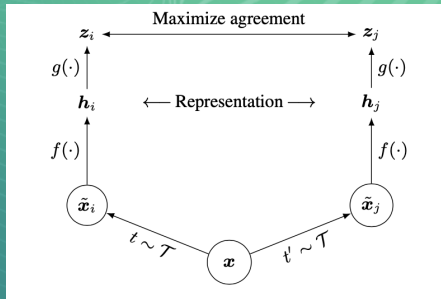 Maximize agreement
z_i z_j
g(·) g(·)
h_i ← Representation → h_j
f(·) f(·)
x̃_i x̃_j
t ∼ 𝒯 t′ ∼ 𝒯
x